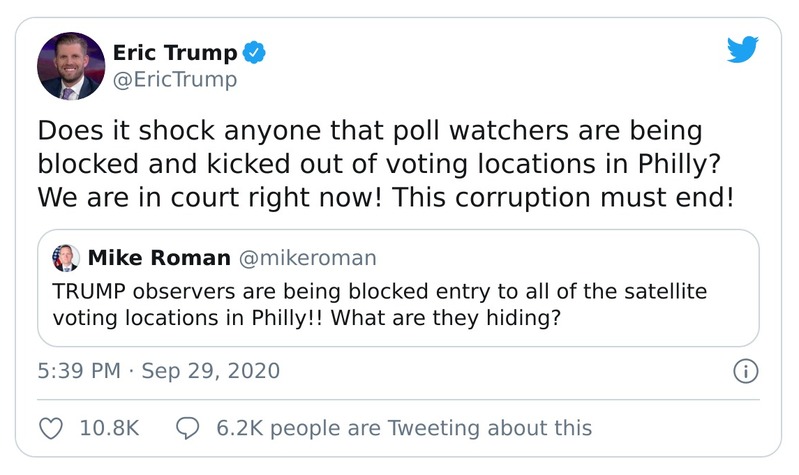 Eric Trump
@EricTrump
Does it shock anyone that poll watchers are being
blocked and kicked out of voting locations in Philly?
We are in court right now! This corruption must end!
Mike Roman @mikeroman
TRUMP observers are being blocked entry to all of the satellite
voting locations in Philly!! What are they hiding?
5:39 PM · Sep 29, 2020
10.8K 6.2K people are Tweeting about this